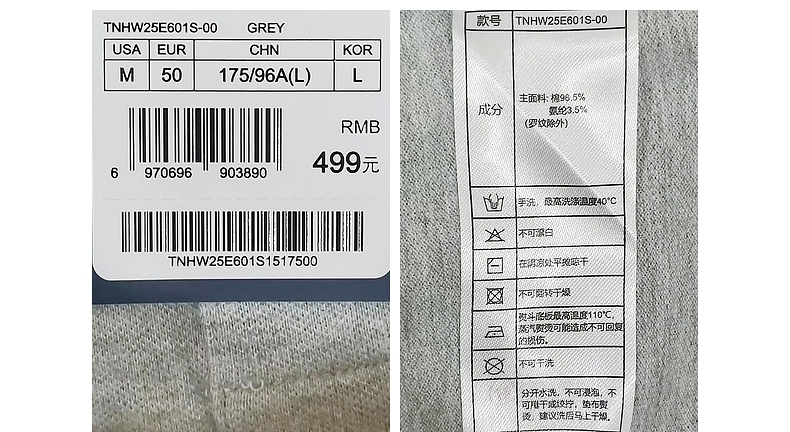 TNHW25E601S-00 GREY
USA EUR CHN KOR
M 50 175/96A(L) L
RMB
499元
6 970696 903890
TNHW25E601S1517500
款号 TNHW25E601S-00
成分
主面料: 棉96.5%
氨纶3.5%
(罗纹除外)
手洗，最高洗涤温度40°C
不可漂白
在阴凉处平摊晾干
不可翻转干燥
熨斗底板最高温度110℃,
蒸汽熨烫可能造成不可回复
的损伤。
不可干洗
分开水洗，不可浸泡，不
可甩干或绞拧，垫布熨
烫，建议洗后马上干燥。